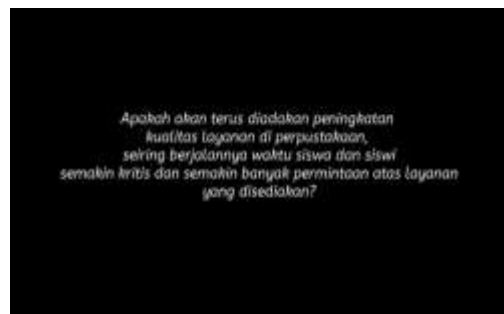 Apakah akan terus diadakan peningkatan
kualitas layanan di perpustakaan,
seiring berjalannya waktu siswa dan siswi
semakin kritis dan semakin banyak permintaan atas layanan
yang disediakan?